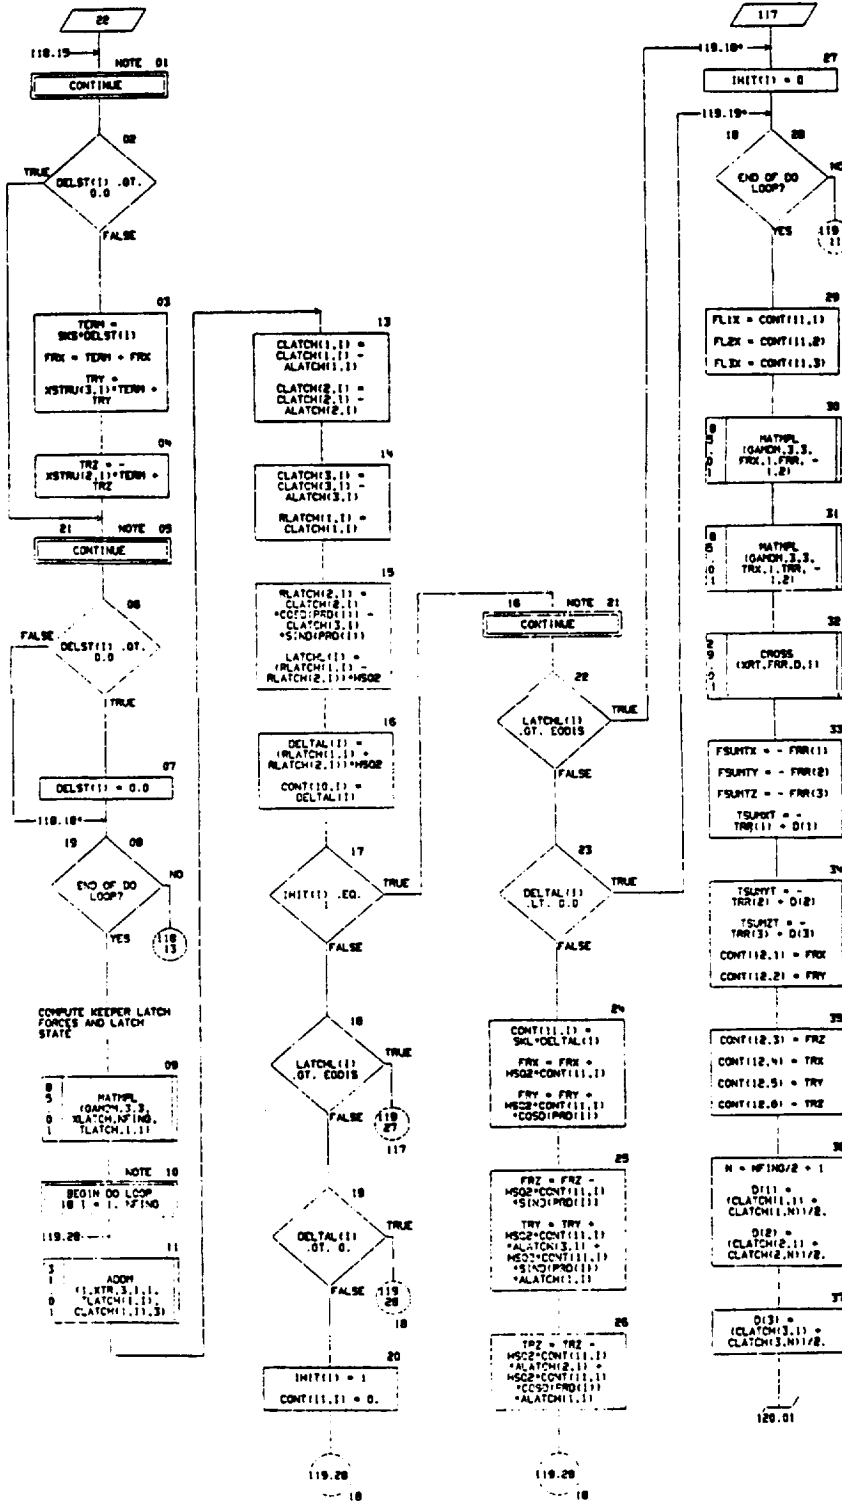 22
118.15
NOTE 01
CONTINUE
02
TRUE
DELST(I) .GT.
0.0
FALSE
03
TERM =
SKS*DELST(I)
FRX = TERM + FRX
TRY =
XSTRU(3,I)*TERM +
TRY
04
TRZ = -
XSTRU(2,I)*TERM +
TRZ
21 NOTE 05
CONTINUE
06
FALSE
DELST(I) .GT.
0.0
TRUE
07
DELST(I) = 0.0
118.18*
19 08
NO
END OF DO
LOOP?
YES
118
13
COMPUTE KEEPER LATCH
FORCES AND LATCH
STATE
09
MATMPL
(GAMDM,3,3,
XLATCH,NFING,
TLATCH,1,1)
NOTE 10
BEGIN DO LOOP
18 I = 1, NFING
119.28
11
ADDM
(1,XTR,3,1,1,
TLATCH(1,I),
CLATCH(1,I),3)
13
CLATCH(1,I) =
CLATCH(1,I) -
ALATCH(1,I)
CLATCH(2,I) =
CLATCH(2,I) -
ALATCH(2,I)
14
CLATCH(3,I) =
CLATCH(3,I) -
ALATCH(3,I)
RLATCH(1,I) =
CLATCH(1,I)
15
RLATCH(2,I) =
CLATCH(2,I)
*COSD(PRD(I)) -
CLATCH(3,I)
*SIND(PRD(I))
LATCHL(I) =
(RLATCH(1,I) -
RLATCH(2,I))*HSO2
16
DELTAL(I) =
(RLATCH(1,I) +
RLATCH(2,I))*HSO2
CONT(10,I) =
DELTAL(I)
17
TRUE
IHIT(I) .EQ.
FALSE
18
TRUE
LATCHL(I)
.GT. EODIS
FALSE
119
27
117
19
TRUE
DELTAL(I)
.GT. 0.
FALSE
119
28
18
20
IHIT(I) = 1
CONT(11,I) = 0.
119.28
18
16 NOTE 21
CONTINUE
22
TRUE
LATCHL(I)
.GT. EODIS
FALSE
23
TRUE
DELTAL(I)
.LT. 0.0
FALSE
24
CONT(11,I) =
SKL*DELTAL(I)
FRX = FRX +
HSO2*CONT(11,I)
FRY = FRY +
HSO2*CONT(11,I)
*COSD(PRD(I))
25
FRZ = FRZ -
HSO2*CONT(11,I)
*SIND(PRD(I))
TRY = TRY +
HSO2*CONT(11,I)
*ALATCH(3,I) +
HSO2*CONT(11,I)
*SIND(PRD(I))
*ALATCH(1,I)
26
TRZ = TRZ -
HSO2*CONT(11,I)
*ALATCH(2,I) +
HSO2*CONT(11,I)
*COSD(PRD(I))
*ALATCH(1,I)
119.28
18
117
119.18*
27
IHIT(I) = 0
119.19*
18 28
END OF DO
LOOP?
YES
119
11
29
FL1X = CONT(11,1)
FL2X = CONT(11,2)
FL3X = CONT(11,3)
30
MATMPL
(GAMDM,3,3,
FRX,1,FRR, -
1,2)
31
MATMPL
(GAMDM,3,3,
TRX,1,TRR, -
1,2)
32
CROSS
(XRT,FRR,D,1)
33
FSUMTX = - FRR(1)
FSUMTY = - FRR(2)
FSUMTZ = - FRR(3)
TSUMXT = -
TRR(1) + D(1)
34
TSUMYT = -
TRR(2) + D(2)
TSUMZT = -
TRR(3) + D(3)
CONT(12,1) = FRX
CONT(12,2) = FRY
35
CONT(12,3) = FRZ
CONT(12,4) = TRX
CONT(12,5) = TRY
CONT(12,6) = TRZ
36
N = NFING/2 + 1
D(1) =
(CLATCH(1,1) +
CLATCH(1,N))/2.
D(2) =
(CLATCH(2,1) +
CLATCH(2,N))/2.
37
D(3) =
(CLATCH(3,1) +
CLATCH(3,N))/2.
120.01